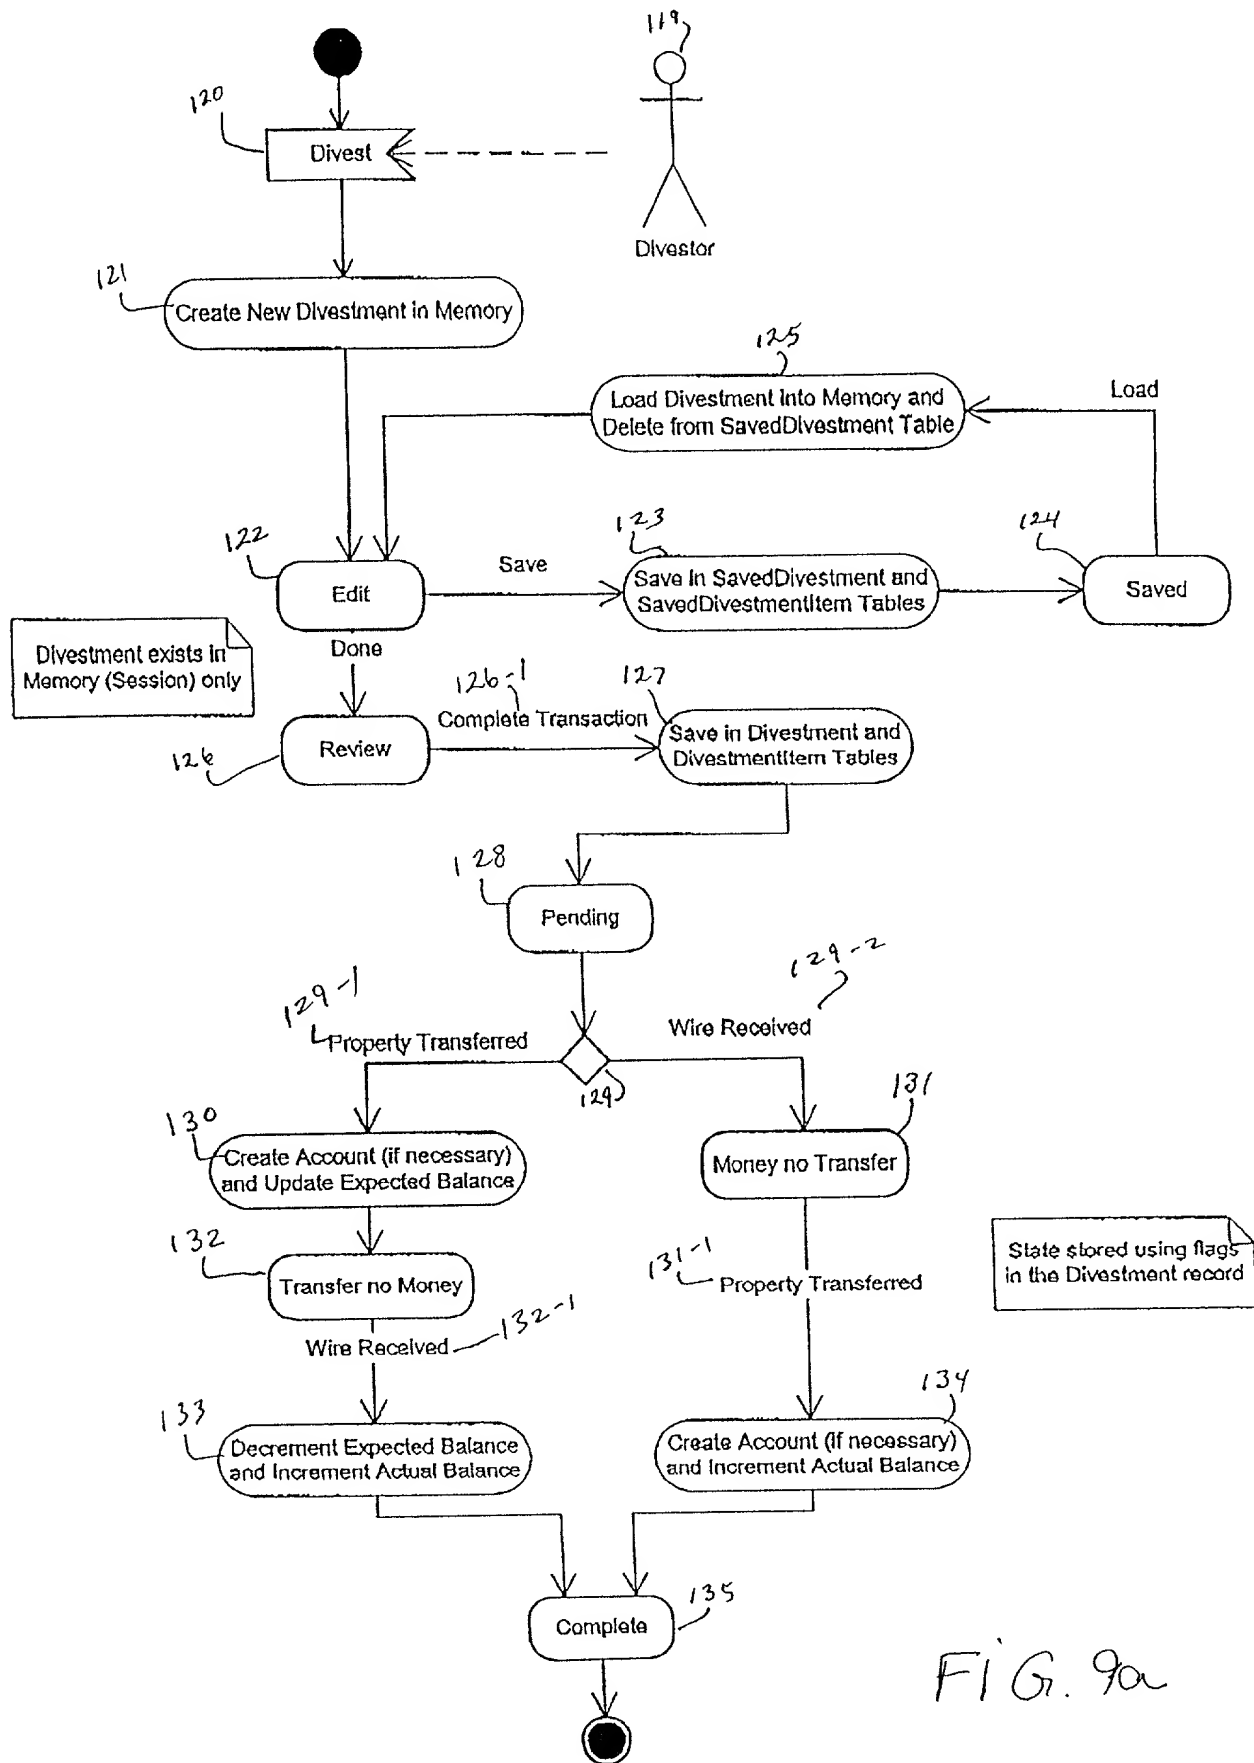 119
120
Divest
Divestor
121
Create New Divestment in Memory
125
Load Divestment Into Memory and
Delete from SavedDivestment Table
Load
122
Edit
Save
123
Save in SavedDivestment and
SavedDivestmentItem Tables
124
Saved
Divestment exists in
Memory (Session) only
Done
126
Review
126-1
Complete Transaction
127
Save in Divestment and
DivestmentItem Tables
128
Pending
129-1
Property Transferred
129
129-2
Wire Received
130
Create Account (if necessary)
and Update Expected Balance
131
Money no Transfer
132
Transfer no Money
131-1
Property Transferred
State stored using flags
in the Divestment record
Wire Received
132-1
133
Decrement Expected Balance
and Increment Actual Balance
134
Create Account (if necessary)
and Increment Actual Balance
Complete
135
FIG. 9a